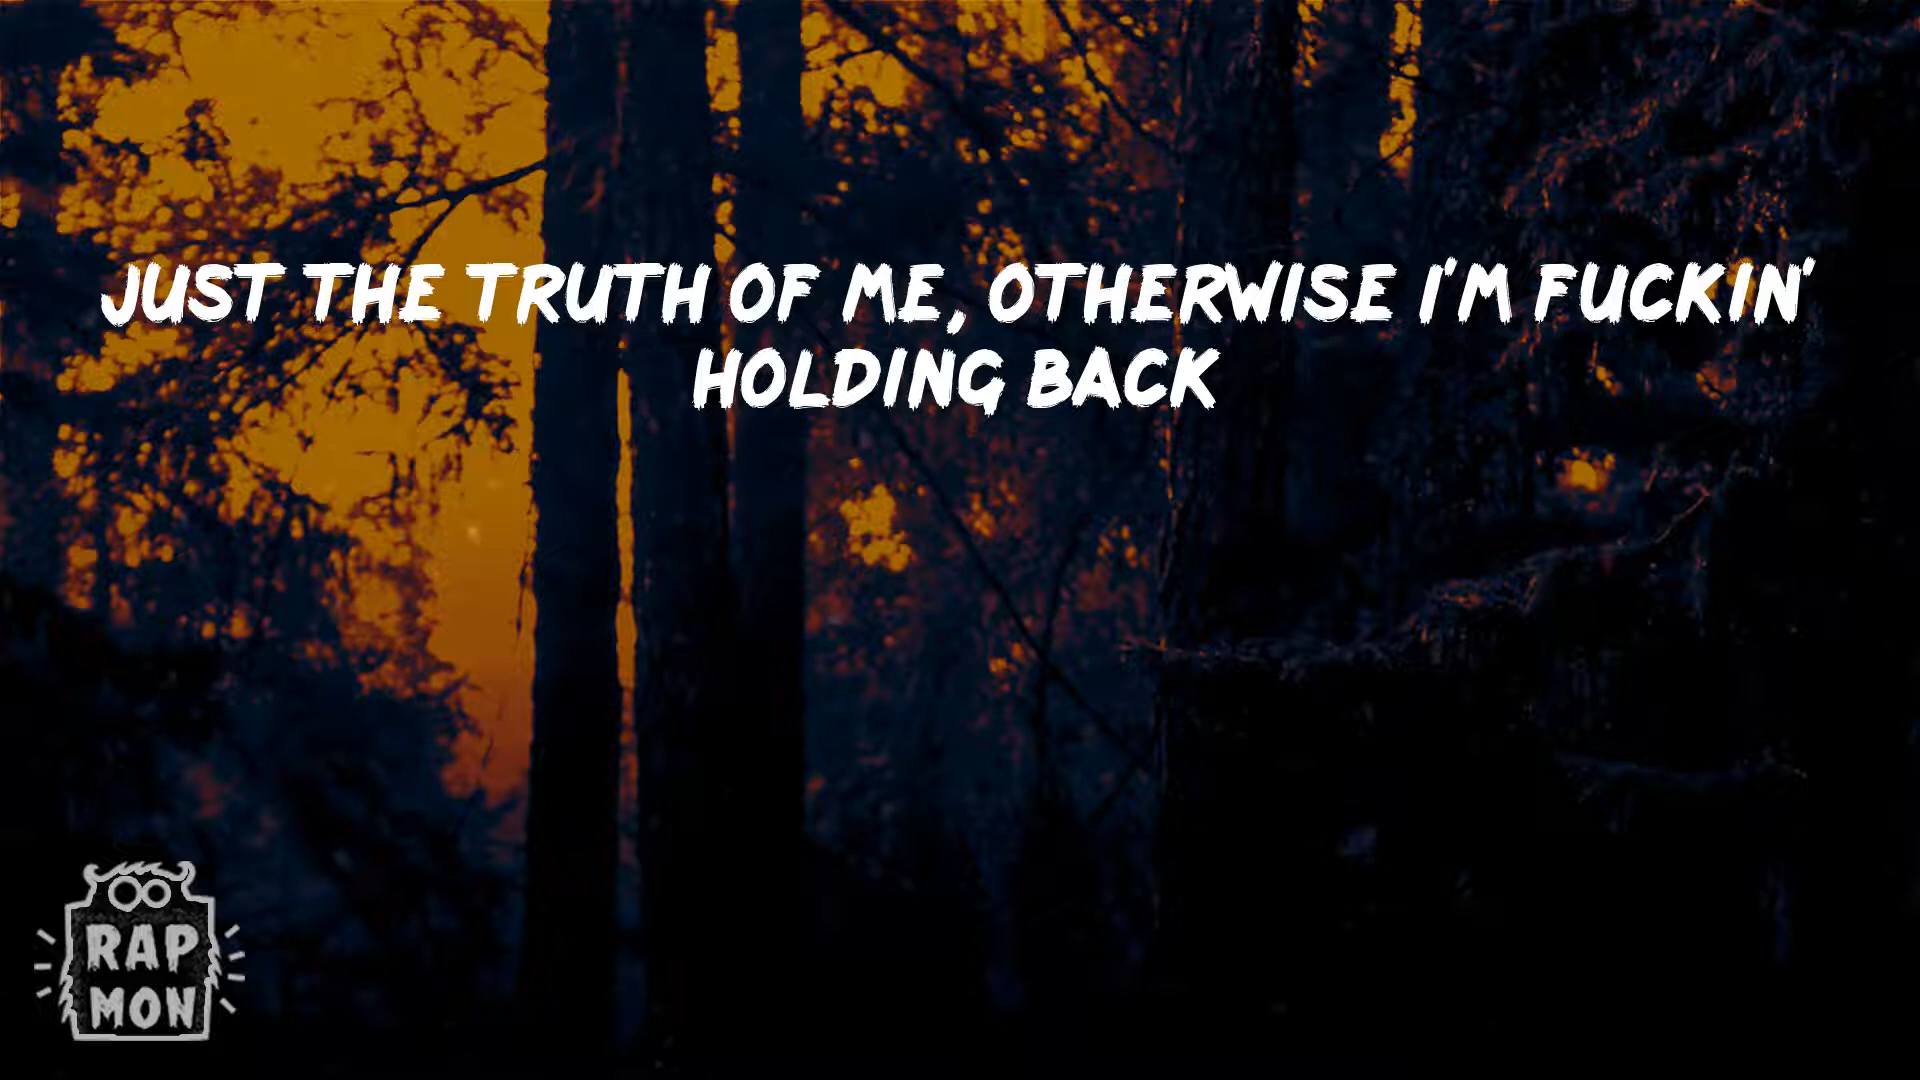 JUST THE TRUTH OF ME, OTHERWISE I'M FUCKIN'
HOLDING BACK
RAP
MON